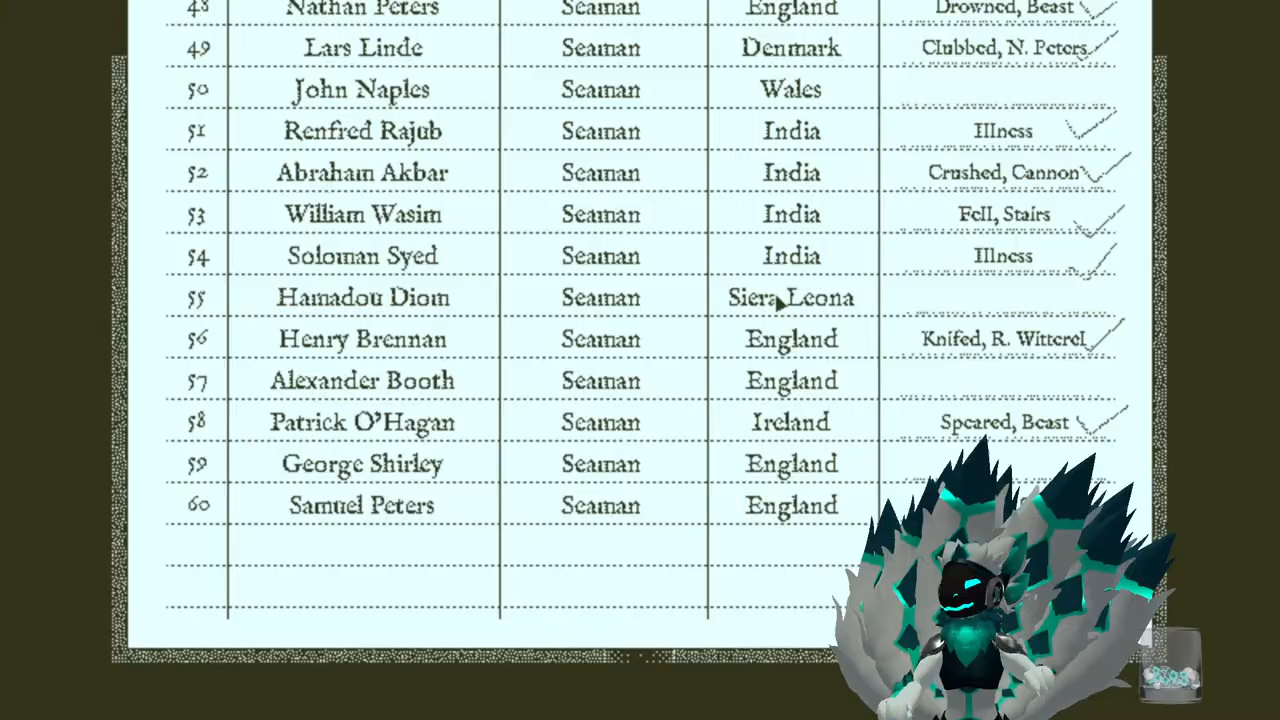 48 Nathan Peters Seaman England Drowned, Beast
49 Lars Linde Seaman Denmark Clubbed, N. Peters
50 John Naples Seaman Wales
51 Renfred Rajub Seaman India Illness
52 Abraham Akbar Seaman India Crushed, Cannon
53 William Wasim Seaman India Fell, Stairs
54 Soloman Syed Seaman India Illness
55 Hamadou Diom Seaman Siera Leona
56 Henry Brennan Seaman England Knifed, R. Witterel
57 Alexander Booth Seaman England
58 Patrick O'Hagan Seaman Ireland Speared, Beast
59 George Shirley Seaman England
60 Samuel Peters Seaman England